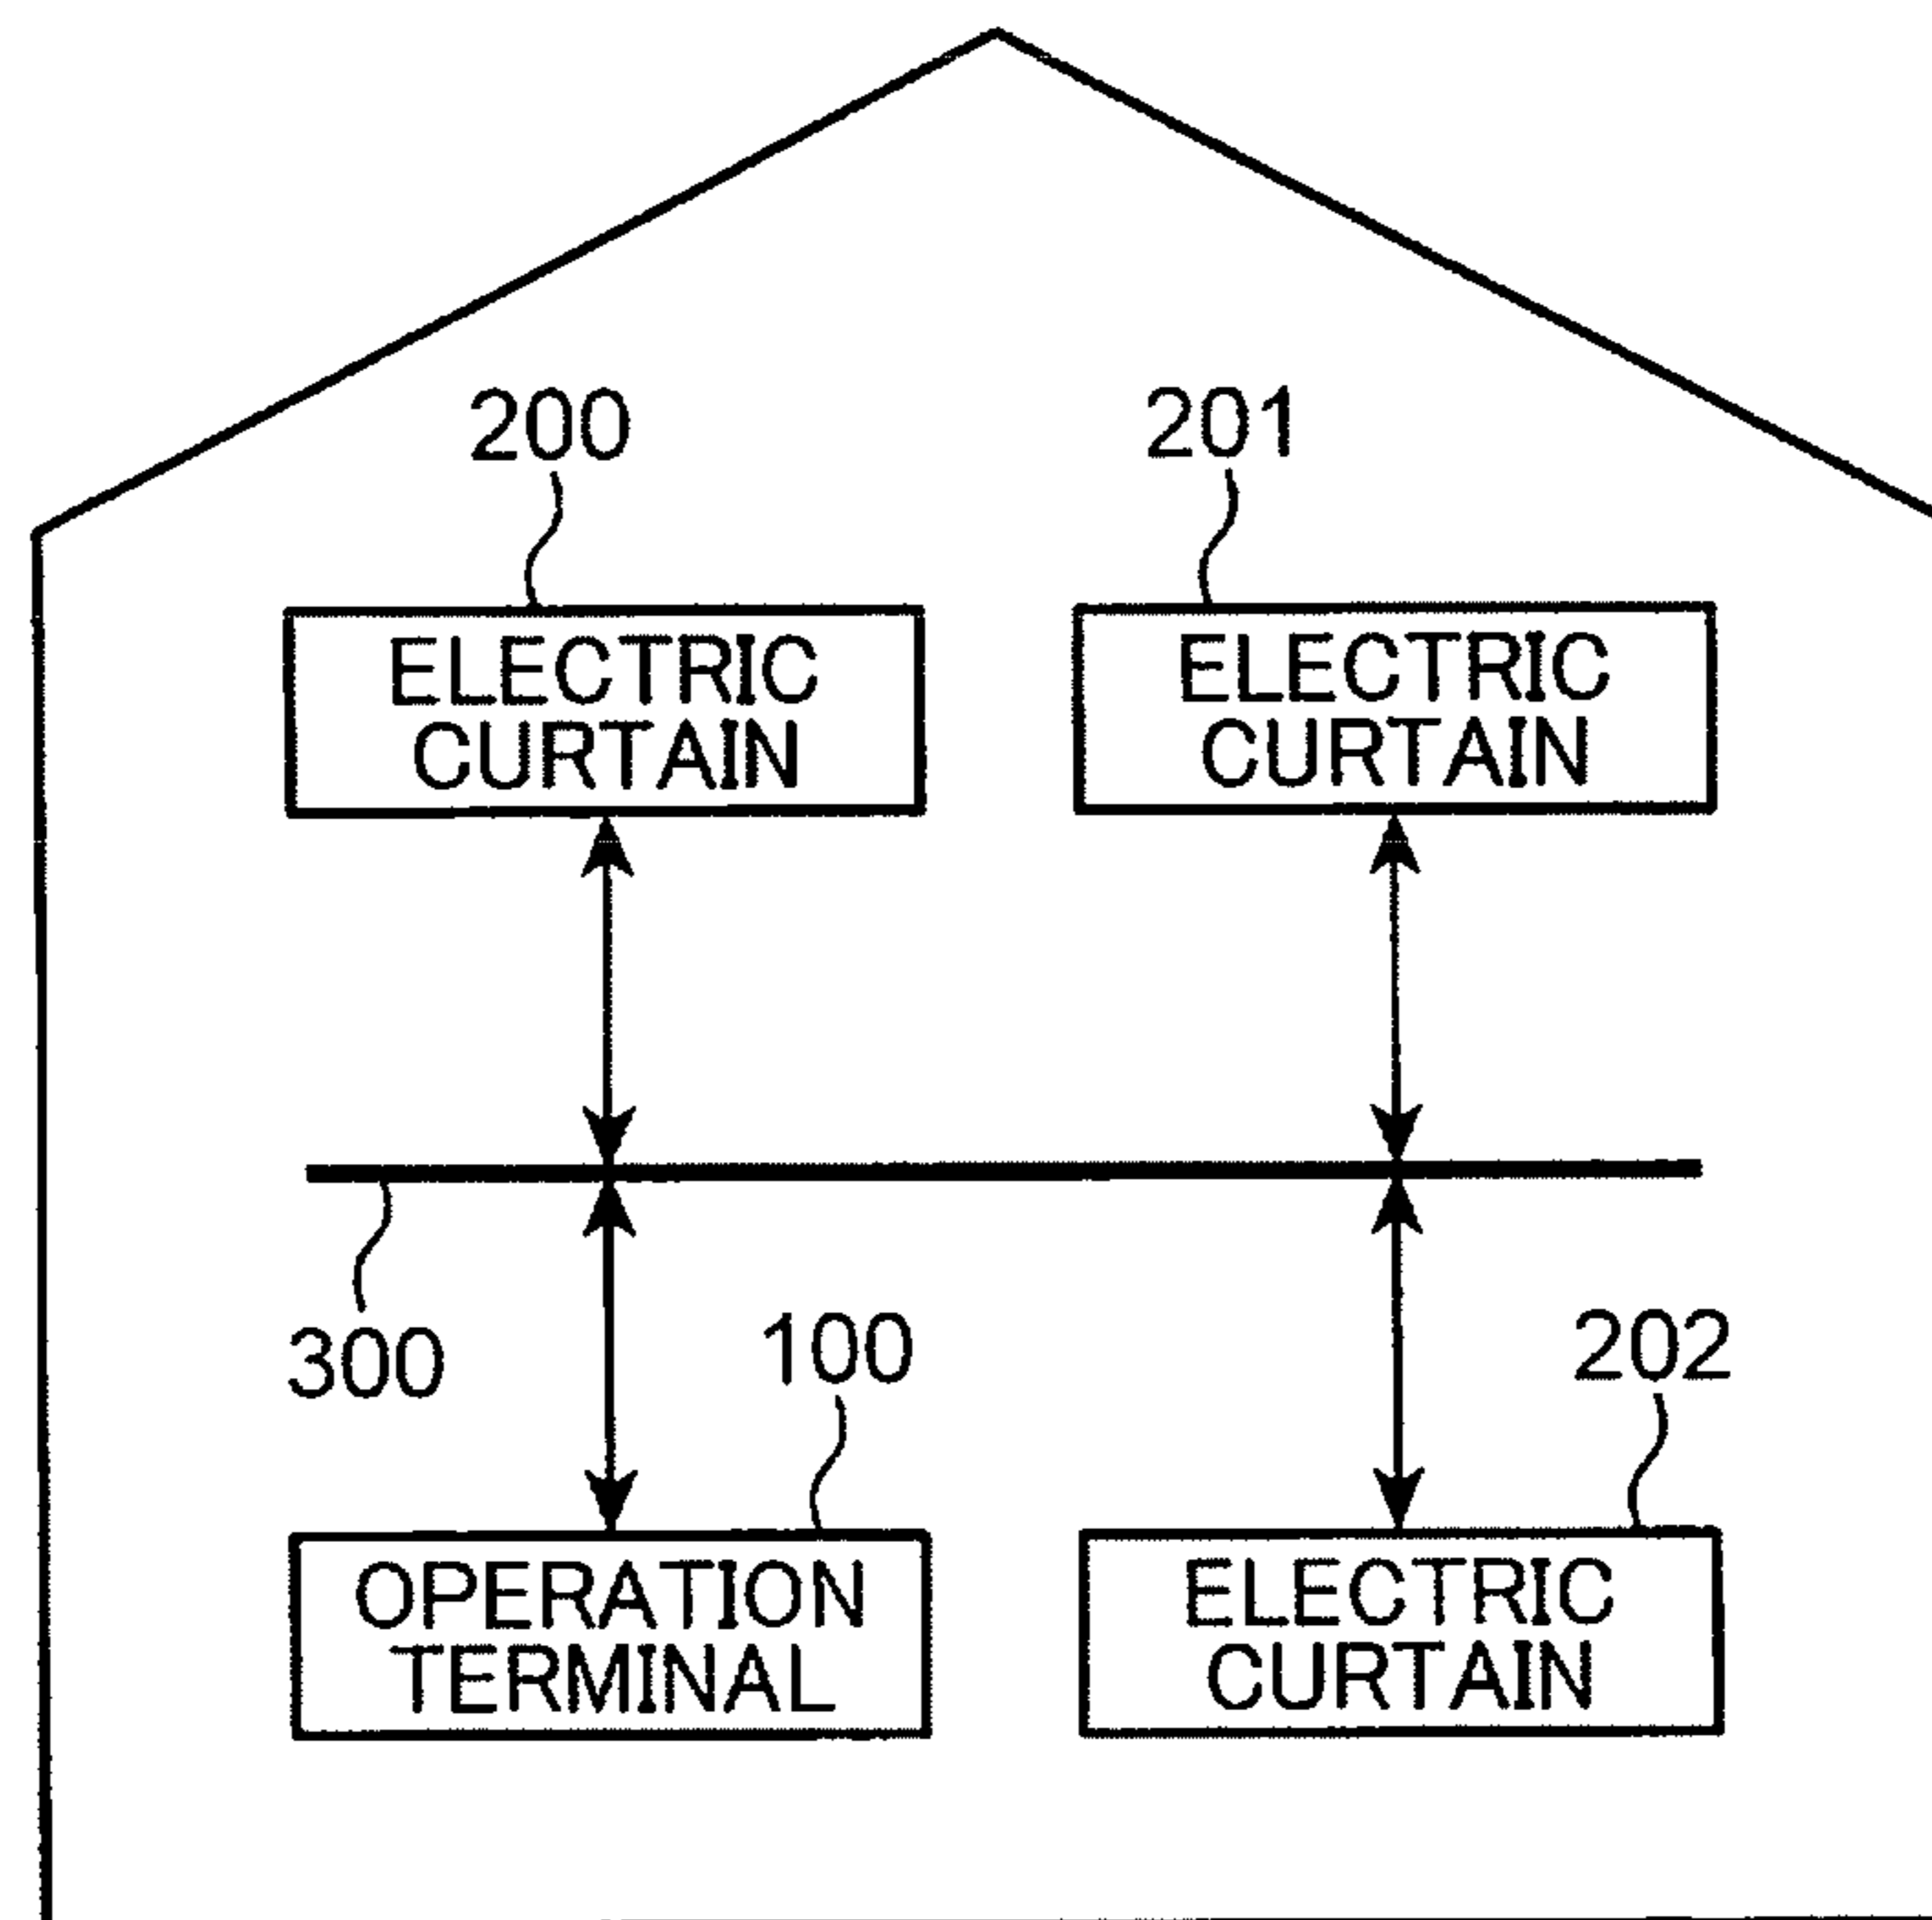 200
201
ELECTRIC
CURTAIN
ELECTRIC
CURTAIN
300
100
202
OPERATION
TERMINAL
ELECTRIC
CURTAIN